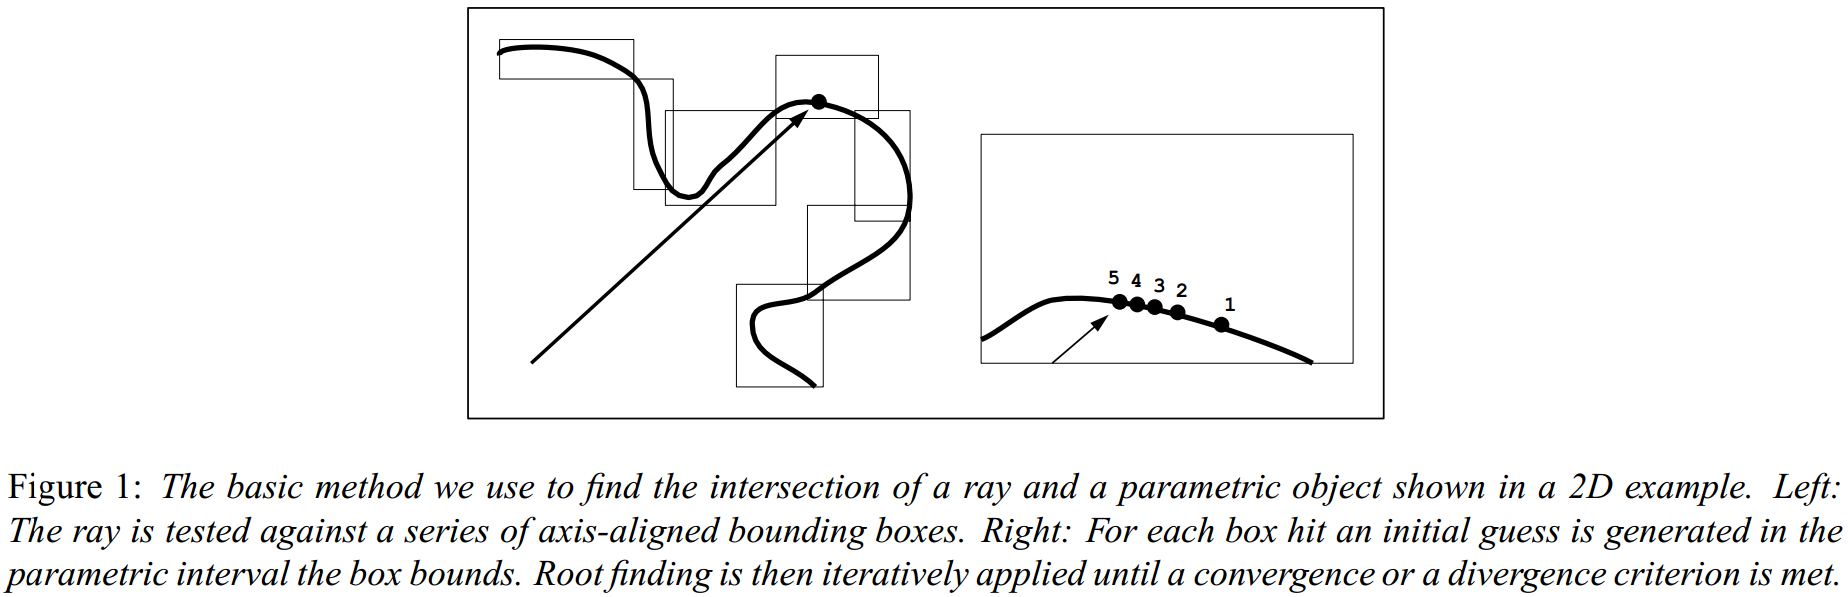 5 4 3 2 1
Figure 1: The basic method we use to find the intersection of a ray and a parametric object shown in a 2D example. Left:
The ray is tested against a series of axis-aligned bounding boxes. Right: For each box hit an initial guess is generated in the
parametric interval the box bounds. Root finding is then iteratively applied until a convergence or a divergence criterion is met.